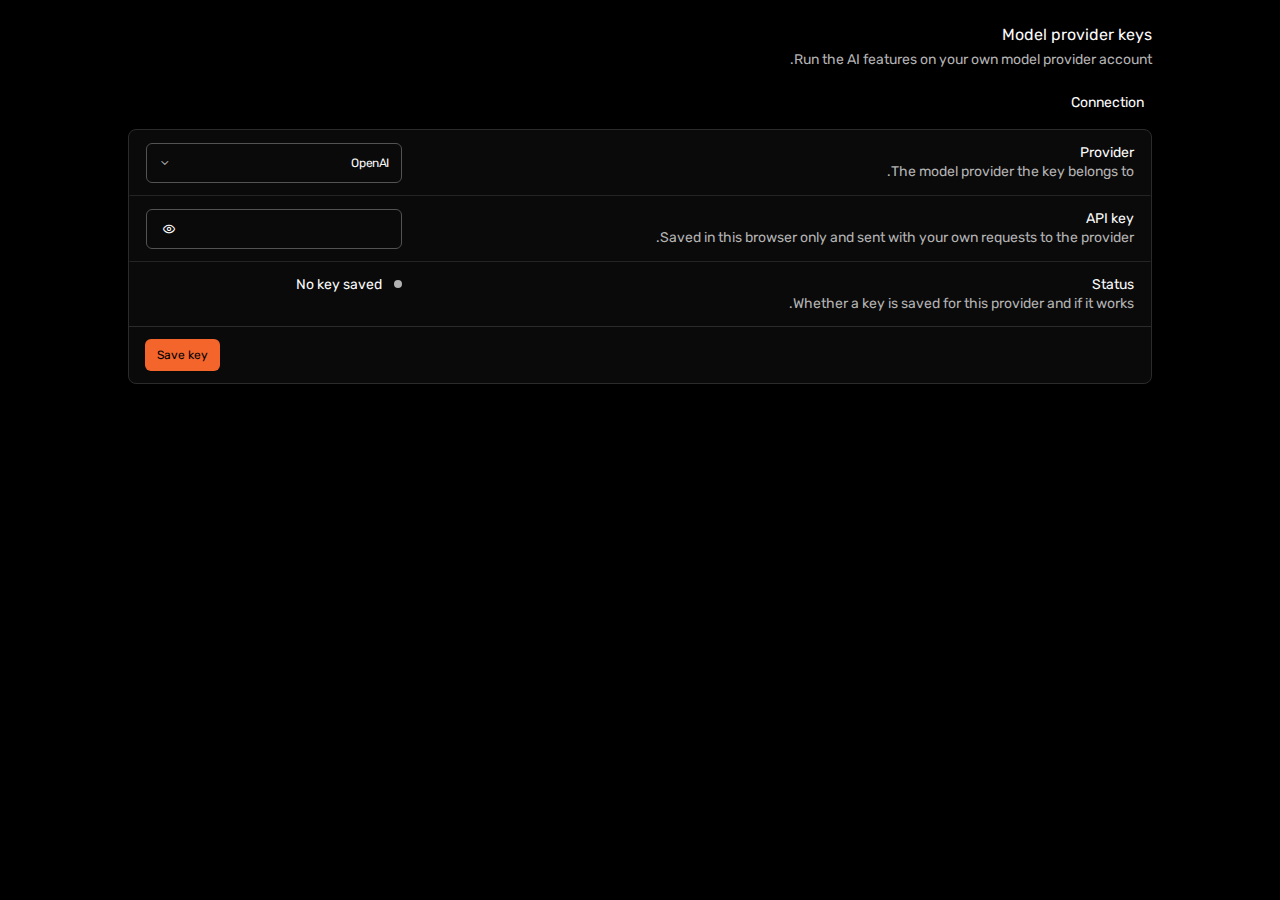 Model provider keys
Run the AI features on your own model provider account.
Connection
Provider
The model provider the key belongs to.
OpenAI
API key
Saved in this browser only and sent with your own requests to the provider.
Status
Whether a key is saved for this provider and if it works.
No key saved
Save key